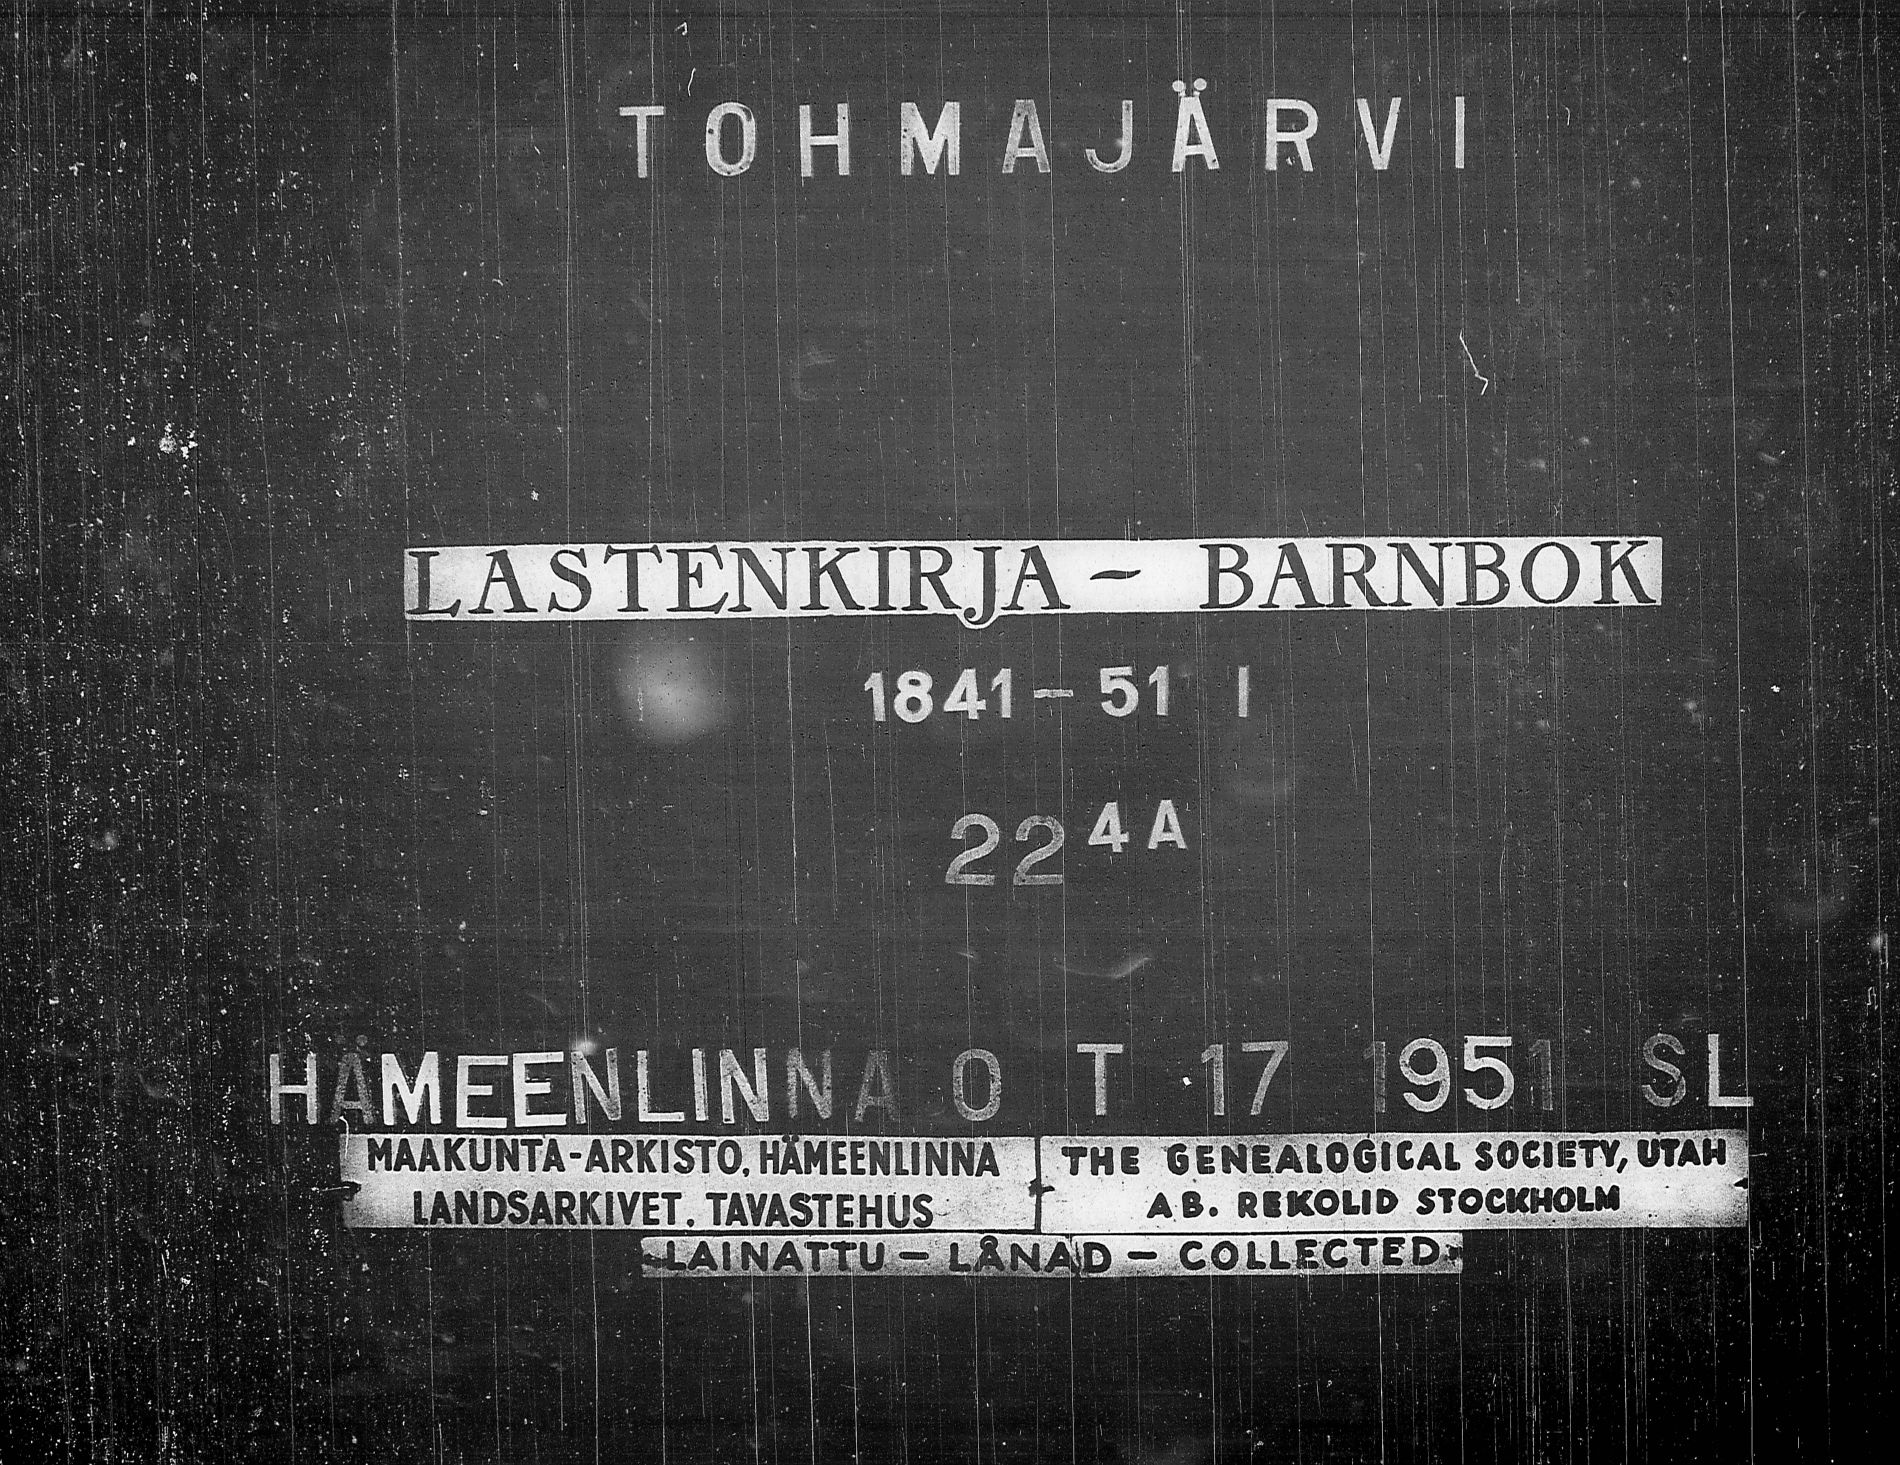 TOHMAJÄRVI
LASTENKIRJA - BARNBOK
1841-51 I
22 4A
HÄMEENLINNA O T 17 1951 SL
MAAKUNTA-ARKISTO, HÄMEENLINNA
LANDSARKIVET. TAVASTEHUS
THE GENEALOGICAL SOCIETY, UTAH
A.B. REKOLID STOCKHOLM
LAINATTU - LÅNAD - COLLECTED